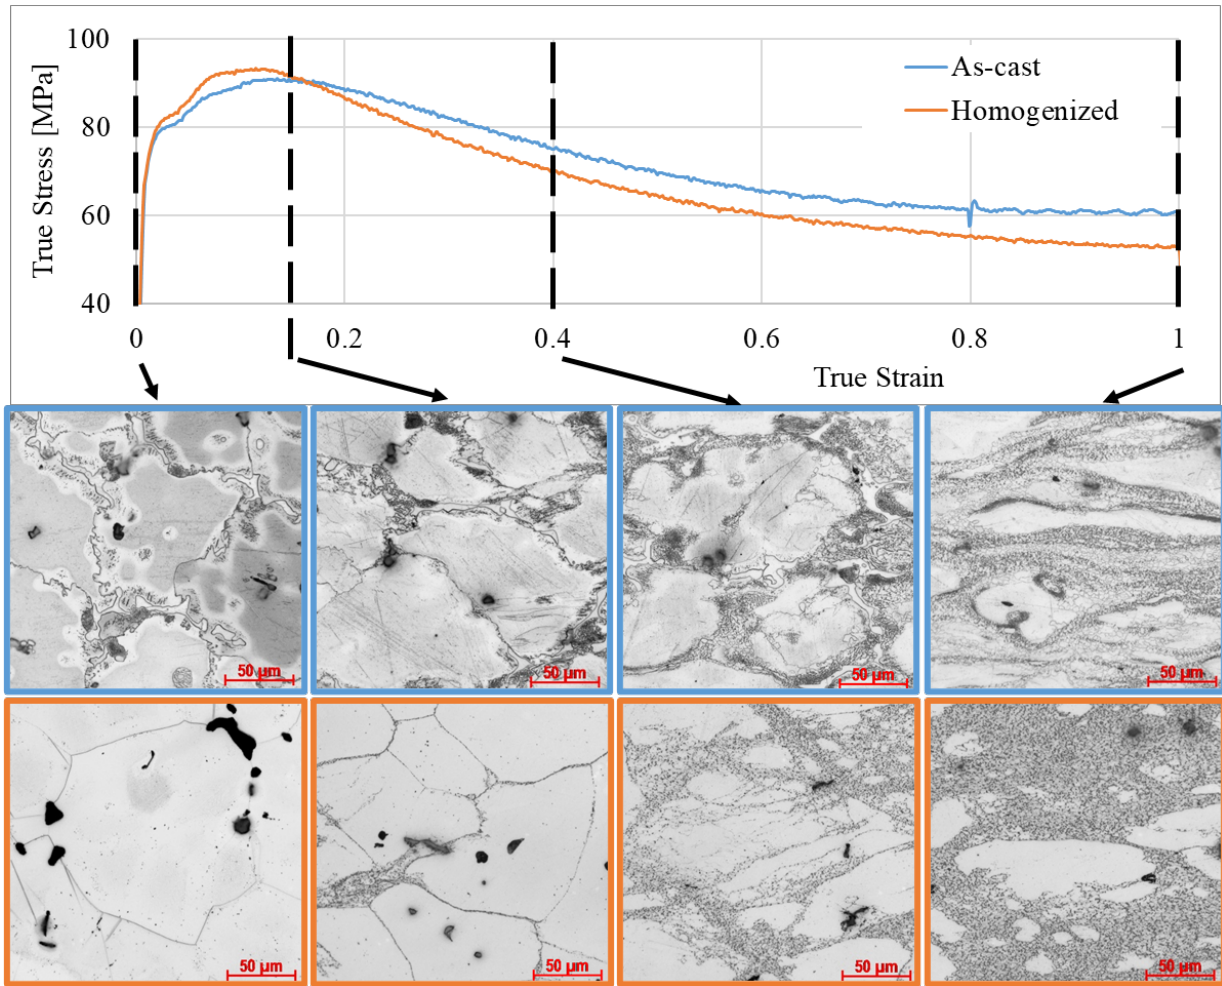 100
80
60
40
True Stress [MPa]
As-cast
Homogenized
0
0.2
0.4
0.6
0.8
1
True Strain
50 µm
50 µm
50 µm
50 µm
50 µm
50 µm
50 µm
50 µm